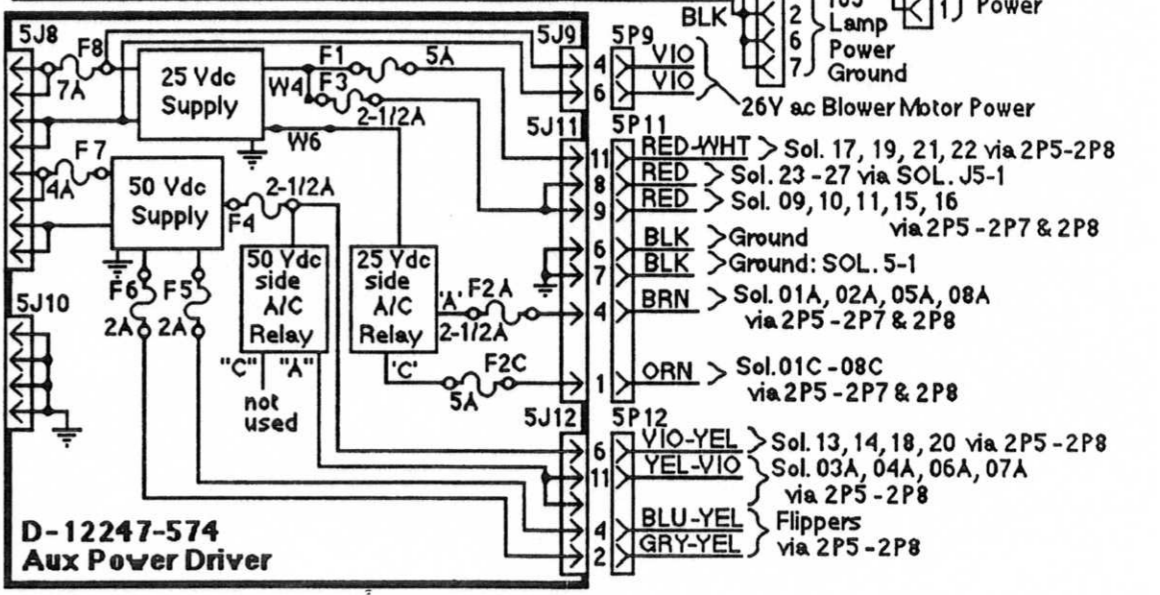 BLK
2
6
7
Lamp
Power
Ground
1
Power
5J8
F8
7A
25 Vdc
Supply
W4
F1
5A
F3
2-1/2A
W6
5J9
5P9
4
VIO
6
VIO
26Y ac Blower Motor Power
5J11
5P11
11
RED-WHT
Sol. 17, 19, 21, 22 via 2P5-2P8
8
RED
Sol. 23 -27 via SOL. J5-1
9
RED
Sol. 09, 10, 11, 15, 16
via 2P5 -2P7 & 2P8
6
BLK
Ground
7
BLK
Ground: SOL. 5-1
4
BRN
Sol. 01A, 02A, 05A, 08A
via 2P5 -2P7 & 2P8
1
ORN
Sol. 01C -08C
via 2P5 -2P7 & 2P8
F7
4A
50 Vdc
Supply
2-1/2A
F4
50 Vdc
side
A/C
Relay
25 Vdc
side
A/C
Relay
'A'
F2A
2-1/2A
'C'
F2C
5A
"C"
"A"
not
used
F6
F5
2A
2A
5J10
5J12
5P12
6
VIO-YEL
Sol. 13, 14, 18, 20 via 2P5 -2P8
11
YEL-VIO
Sol. 03A, 04A, 06A, 07A
via 2P5 -2P8
4
BLU-YEL
2
GRY-YEL
Flippers
via 2P5 -2P8
D-12247-574
Aux Power Driver